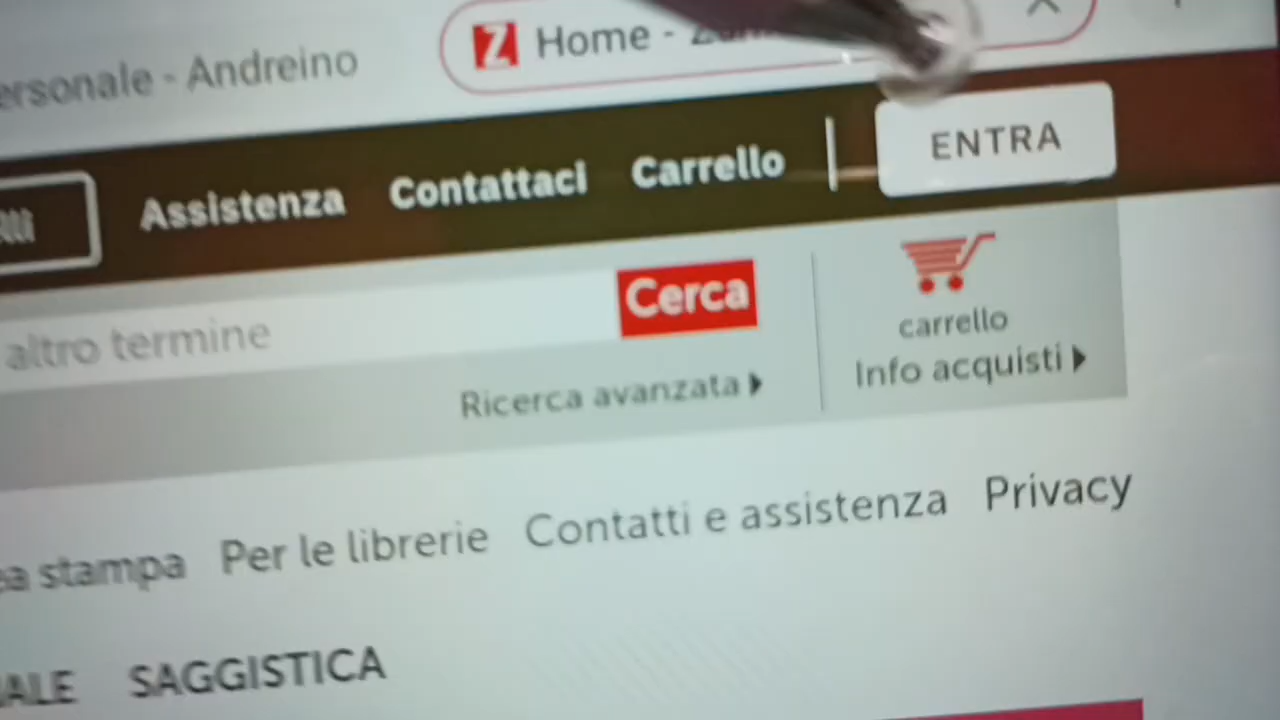 ersonale - Andreino
Z Home -
Assistenza Contattaci Carrello ENTRA
altro termine Cerca
carrello
Ricerca avanzata Info acquisti
stampa Per le librerie Contatti e assistenza Privacy
SAGGISTICA